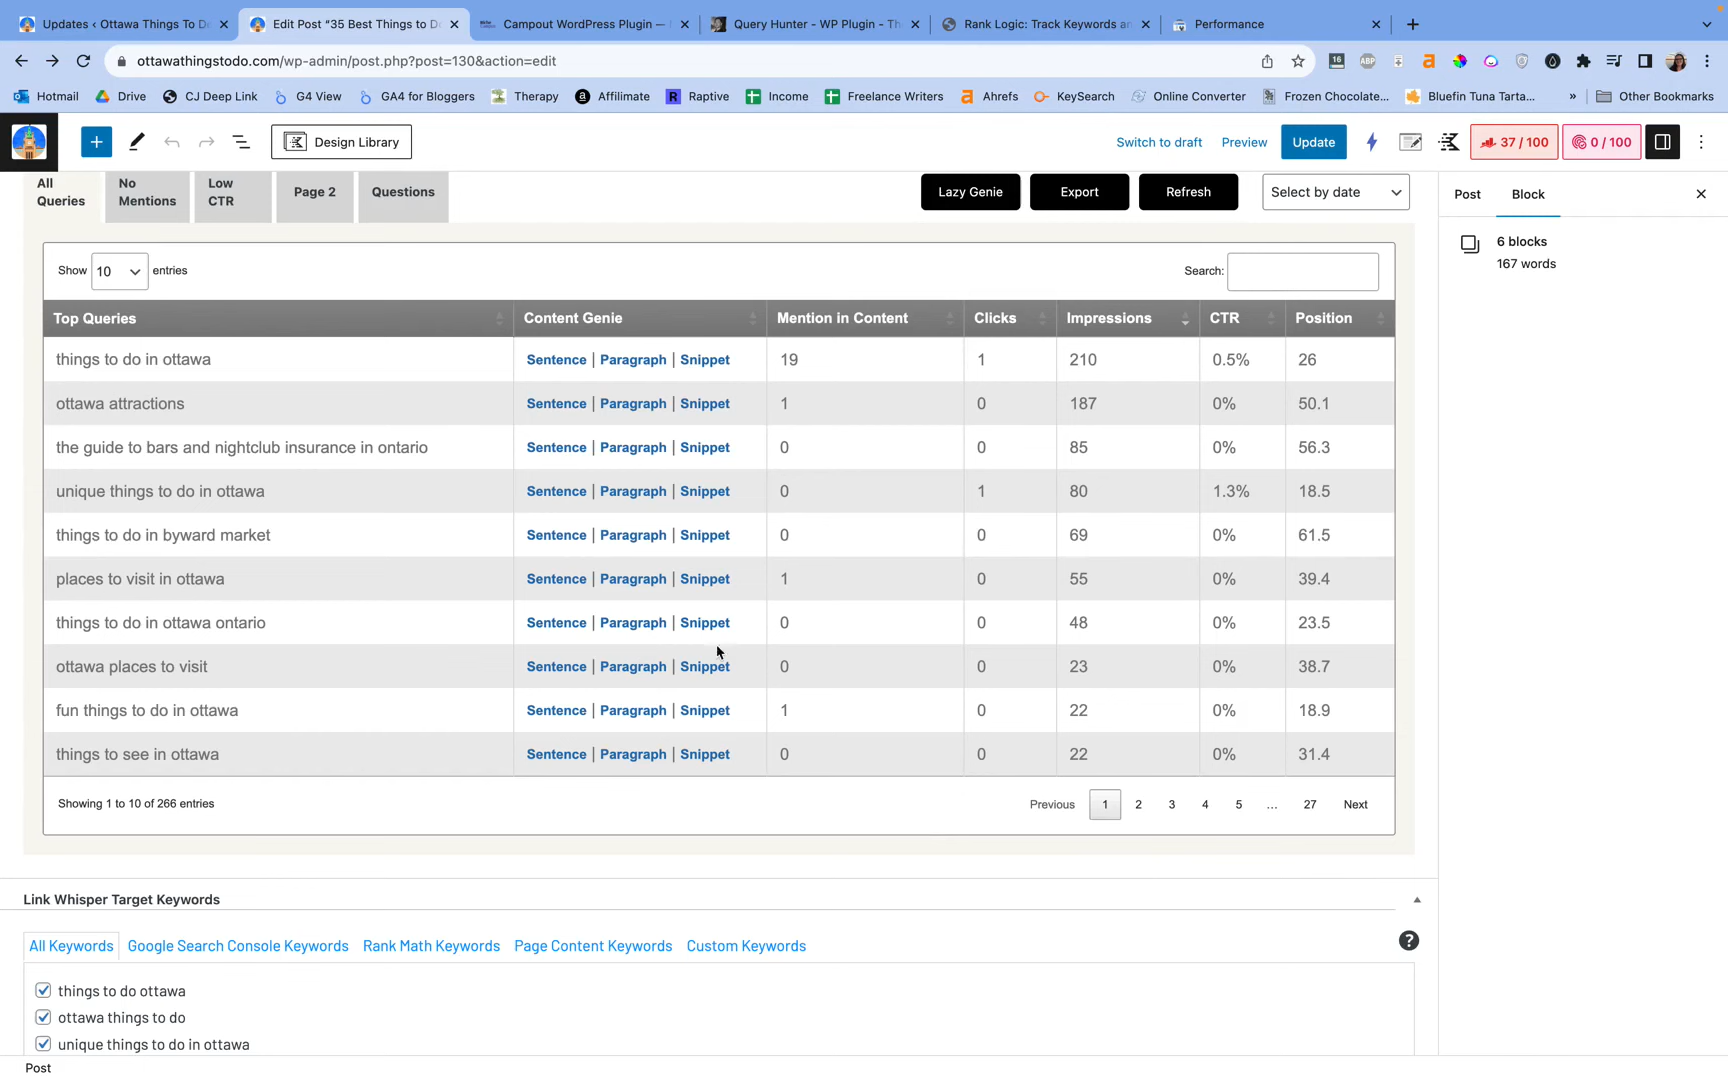 Updates ‹ Ottawa Things To D
Edit Post "35 Best Things to Do
Campout WordPress Plugin —
Query Hunter - WP Plugin - Th
Rank Logic: Track Keywords an
Performance
ottawathingstodo.com/wp-admin/post.php?post=130&action=edit
16
ABP
Hotmail
Drive
CJ Deep Link
G4 View
GA4 for Bloggers
Therapy
Affilimate
Raptive
Income
Freelance Writers
Ahrefs
KeySearch
Online Converter
Frozen Chocolate...
Bluefin Tuna Tarta...
»
Other Bookmarks
Design Library
Switch to draft
Preview
Update
37 / 100
0 / 100
All Queries
No Mentions
Low CTR
Page 2
Questions
Lazy Genie
Export
Refresh
Select by date
Post
Block
6 blocks
167 words
Show 10 entries
Search:
Top Queries Content Genie Mention in Content Clicks Impressions CTR Position
things to do in ottawa Sentence | Paragraph | Snippet 19 1 210 0.5% 26
ottawa attractions Sentence | Paragraph | Snippet 1 0 187 0% 50.1
the guide to bars and nightclub insurance in ontario Sentence | Paragraph | Snippet 0 0 85 0% 56.3
unique things to do in ottawa Sentence | Paragraph | Snippet 0 1 80 1.3% 18.5
things to do in byward market Sentence | Paragraph | Snippet 0 0 69 0% 61.5
places to visit in ottawa Sentence | Paragraph | Snippet 1 0 55 0% 39.4
things to do in ottawa ontario Sentence | Paragraph | Snippet 0 0 48 0% 23.5
ottawa places to visit Sentence | Paragraph | Snippet 0 0 23 0% 38.7
fun things to do in ottawa Sentence | Paragraph | Snippet 1 0 22 0% 18.9
things to see in ottawa Sentence | Paragraph | Snippet 0 0 22 0% 31.4
Showing 1 to 10 of 266 entries
Previous 1 2 3 4 5 ... 27 Next
Link Whisper Target Keywords
All Keywords
Google Search Console Keywords
Rank Math Keywords
Page Content Keywords
Custom Keywords
?
things to do ottawa
ottawa things to do
unique things to do in ottawa
Post